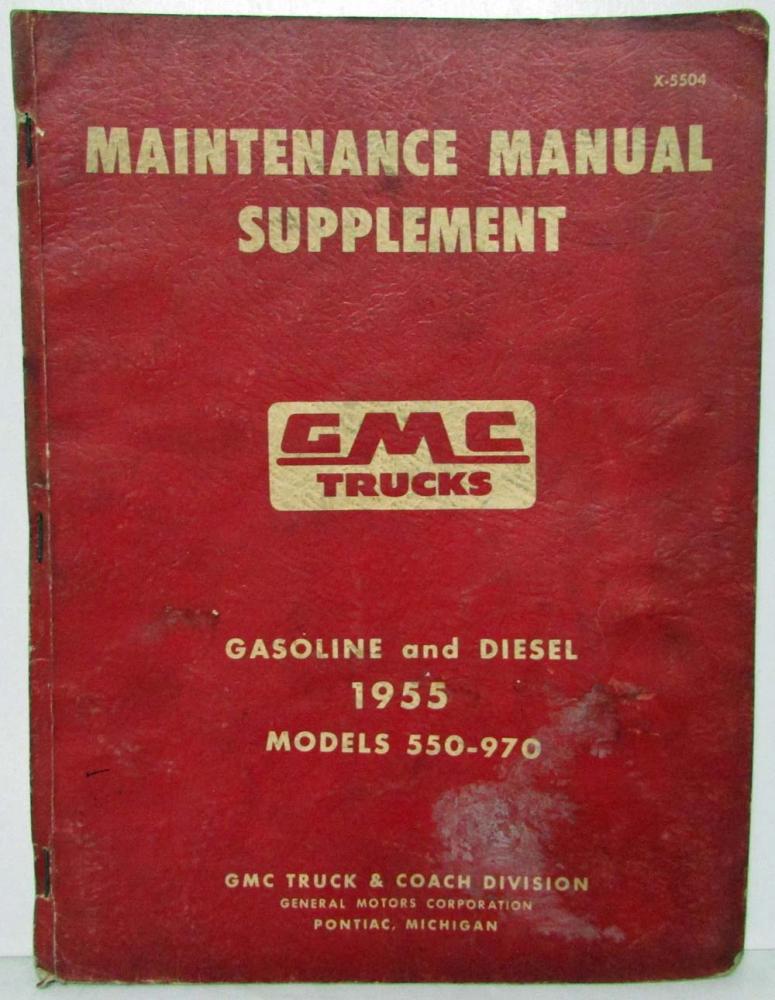 X-5504
MAINTENANCE MANUAL
SUPPLEMENT
GMC
TRUCKS
GASOLINE and DIESEL
1955
MODELS 550-970
GMC TRUCK & COACH DIVISION
GENERAL MOTORS CORPORATION
PONTIAC, MICHIGAN